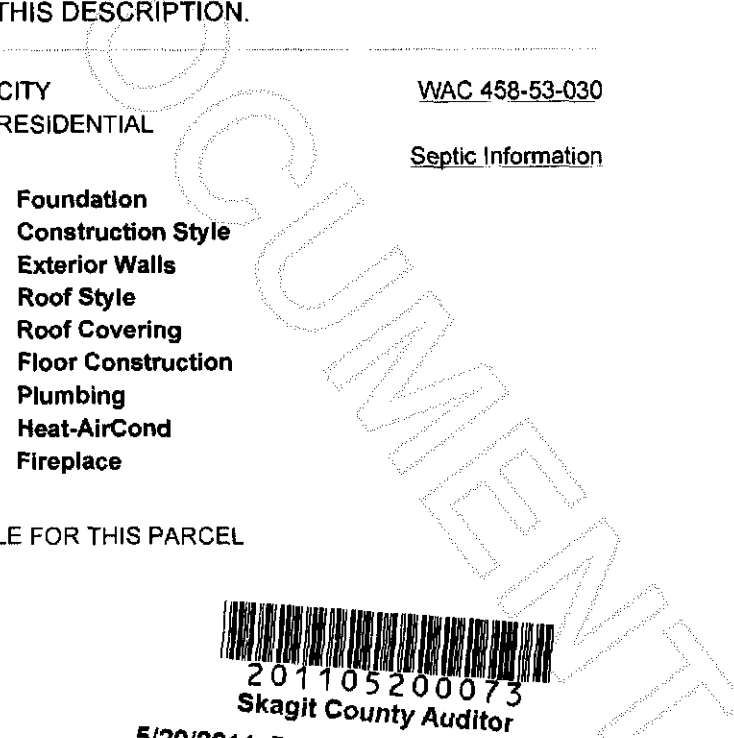 THIS DESCRIPTION.
CITY WAC 458-53-030
RESIDENTIAL
Septic Information
Foundation
Construction Style
Exterior Walls
Roof Style
Roof Covering
Floor Construction
Plumbing
Heat-AirCond
Fireplace
FOR THIS PARCEL
201105200073
Skagit County Auditor
DOCUMENT